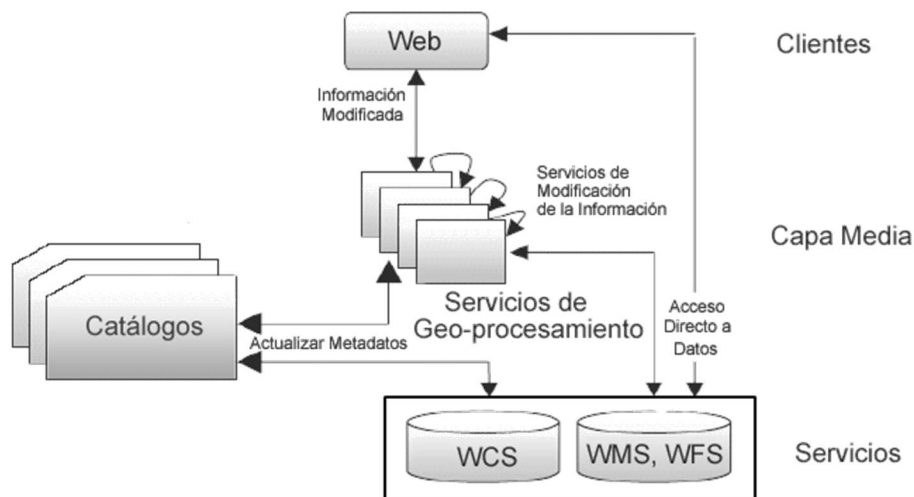 Web
Clientes
Información
Modificada
Servicios de
Modificación
de la Información
Capa Media
Catálogos
Servicios de
Geo-procesamiento
Acceso
Directo a
Datos
Actualizar Metadatos
WCS
WMS, WFS
Servicios